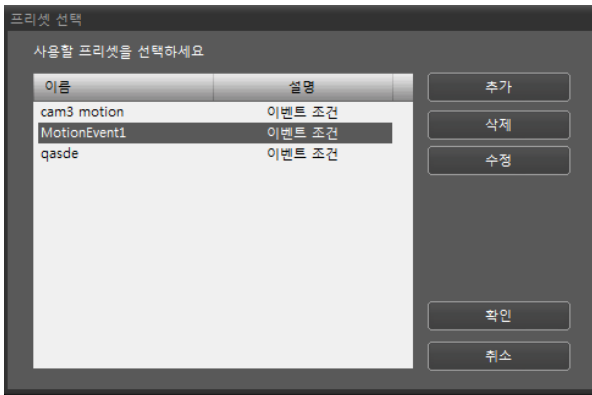 프리셋 선택
사용할 프리셋을 선택하세요
이름 설명
cam3 motion 이벤트 조건
MotionEvent1 이벤트 조건
qasde 이벤트 조건
추가
삭제
수정
확인
취소